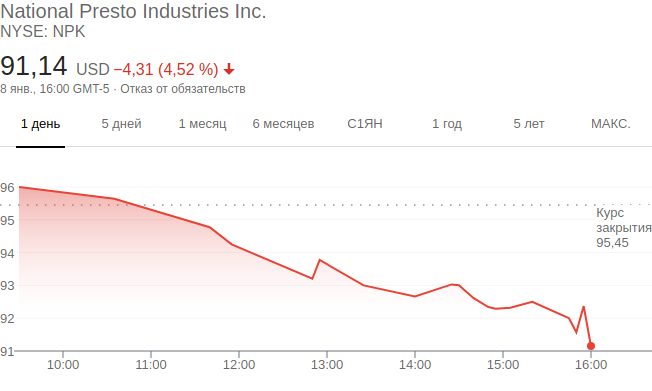 National Presto Industries Inc.
NYSE: NPK
91,14 USD −4,31 (4,52 %)
8 янв., 16:00 GMT-5 · Отказ от обязательств
1 день 5 дней 1 месяц 6 месяцев С1ЯН 1 год 5 лет МАКС.
96
95
94
93
92
91
Курс
закрытия
95,45
10:00 11:00 12:00 13:00 14:00 15:00 16:00